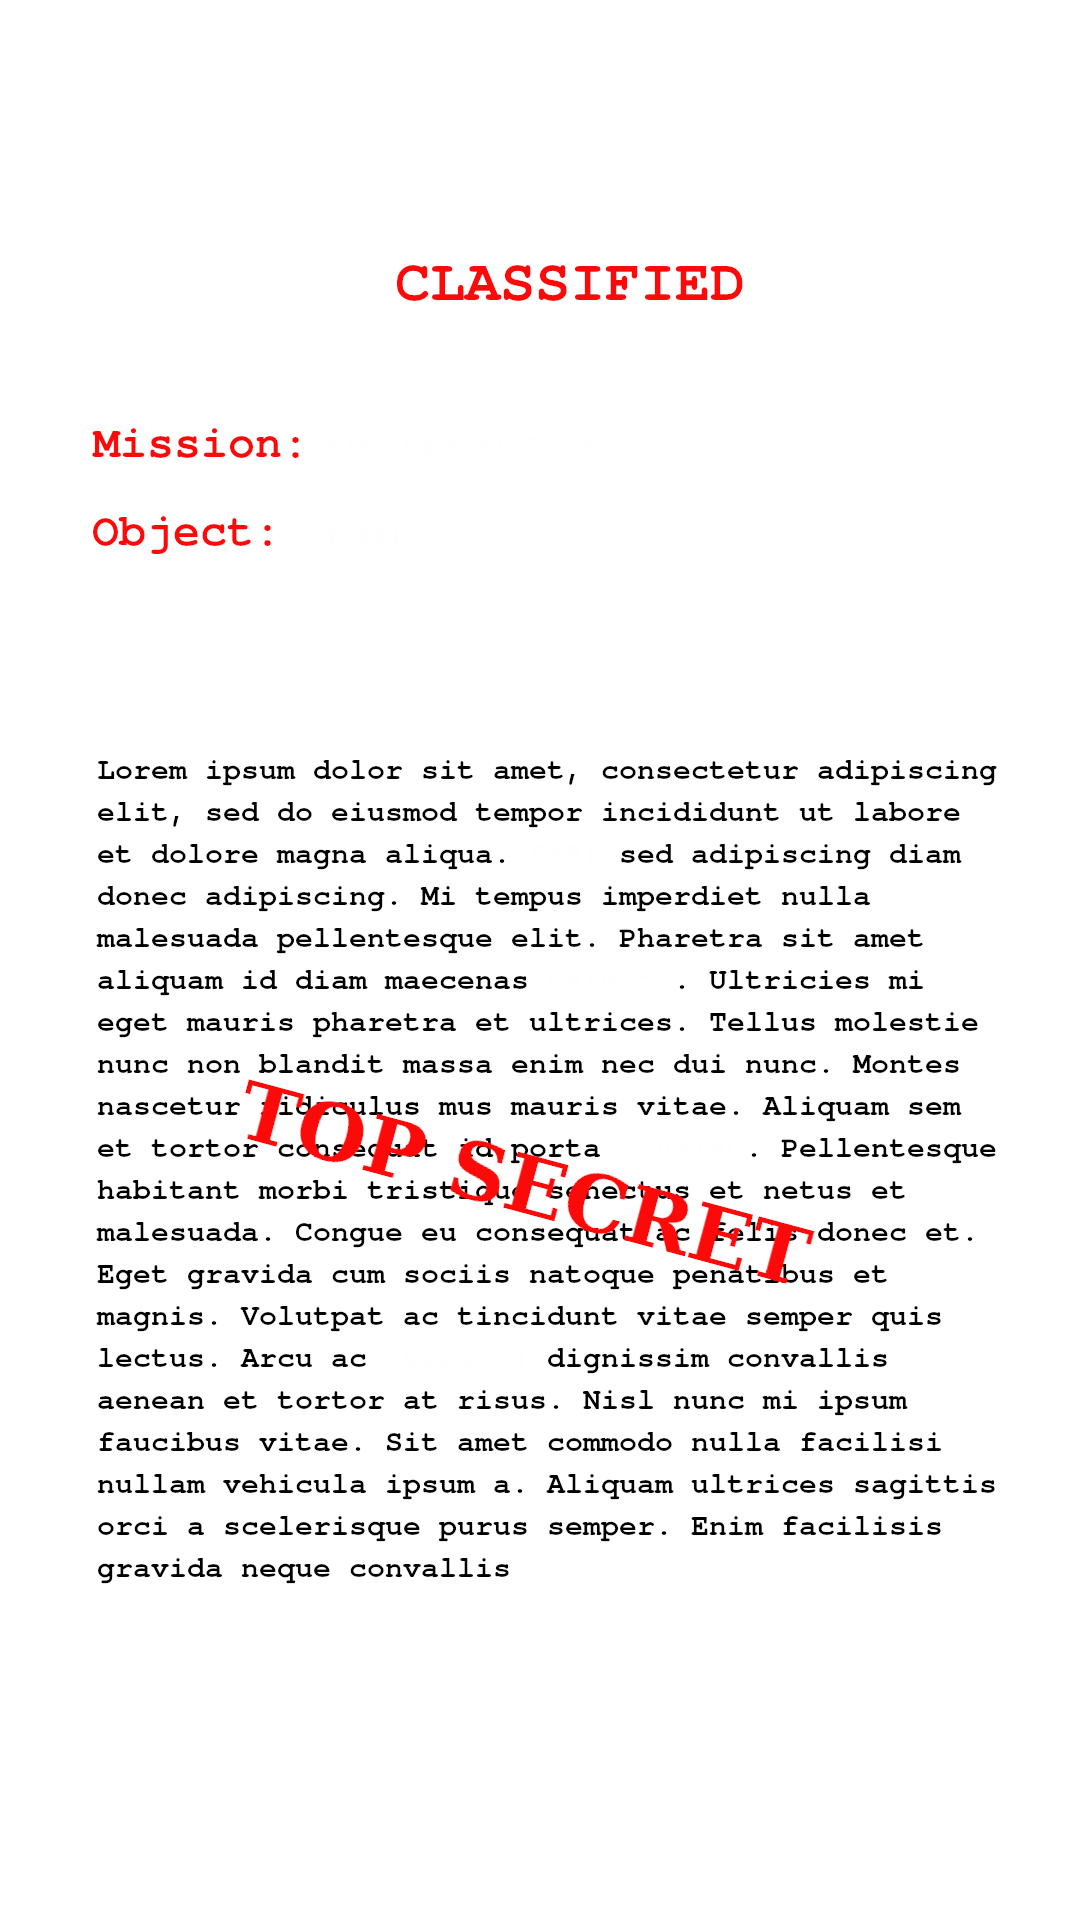 CLASSIFIED
Mission:
Object:
Lorem ipsum dolor sit amet, consectetur adipiscing
elit, sed do eiusmod tempor incididunt ut labore
et dolore magna aliqua. sed adipiscing diam
donec adipiscing. Mi tempus imperdiet nulla
malesuada pellentesque elit. Pharetra sit amet
aliquam id diam maecenas . Ultricies mi
eget mauris pharetra et ultrices. Tellus molestie
nunc non blandit massa enim nec dui nunc. Montes
nascetur ridiculus mus mauris vitae. Aliquam sem
et tortor consequat id porta . Pellentesque
habitant morbi tristique senectus et netus et
malesuada. Congue eu consequat ac felis donec et.
Eget gravida cum sociis natoque penatibus et
magnis. Volutpat ac tincidunt vitae semper quis
lectus. Arcu ac dignissim convallis
aenean et tortor at risus. Nisl nunc mi ipsum
faucibus vitae. Sit amet commodo nulla facilisi
nullam vehicula ipsum a. Aliquam ultrices sagittis
orci a scelerisque purus semper. Enim facilisis
gravida neque convallis
TOP SECRET